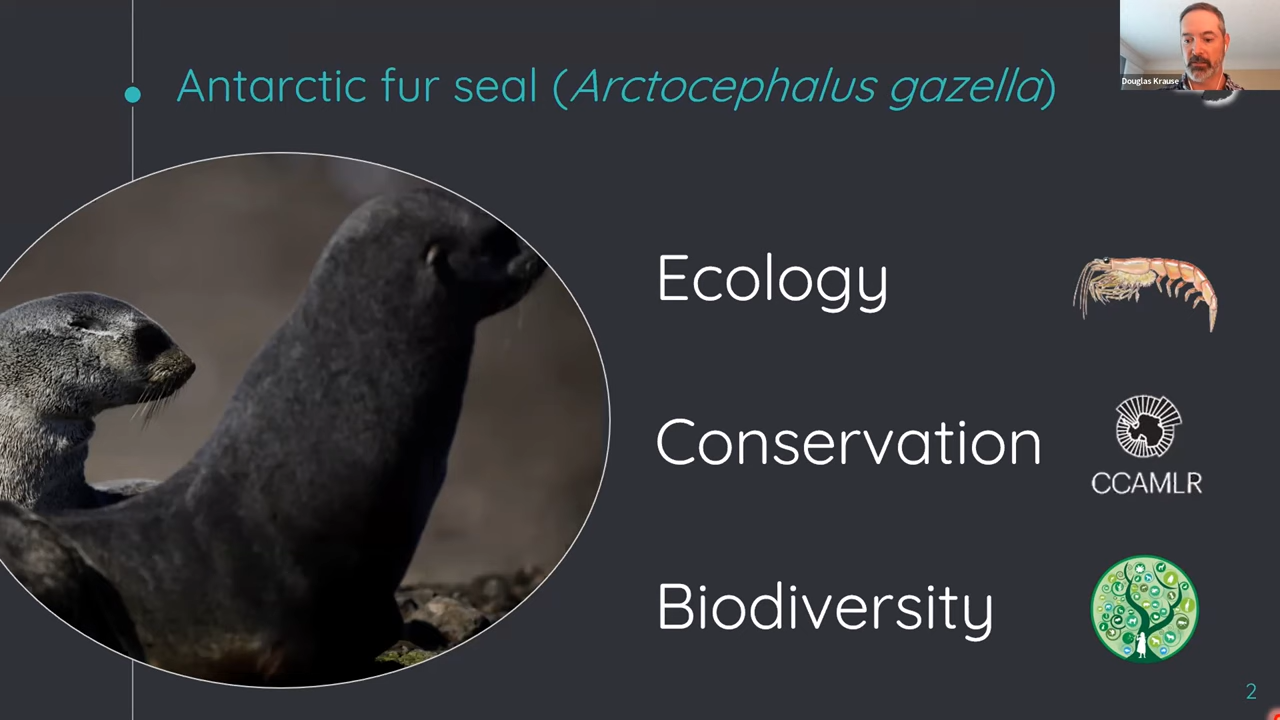 Antarctic fur seal (Arctocephalus gazella)
Douglas Krause
Ecology
Conservation
CCAMLR
Biodiversity
2